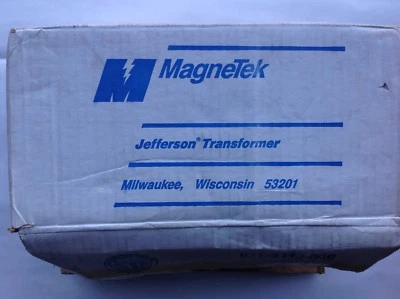 MagneTek
Jefferson® Transformer
Milwaukee, Wisconsin 53201